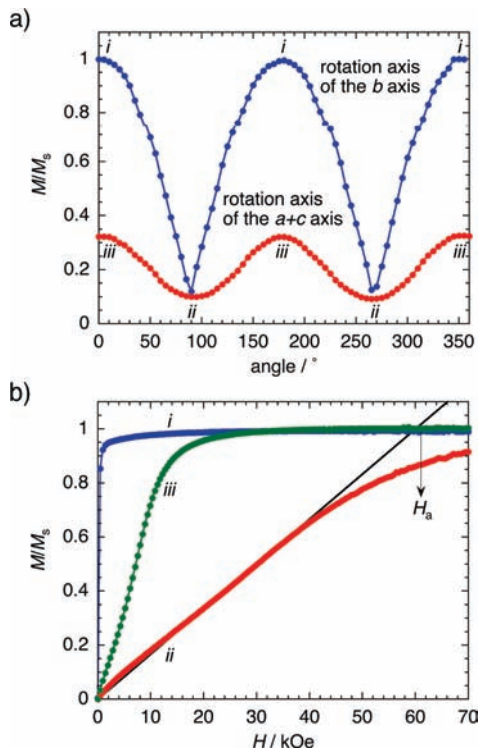 a)
i
i
i
1
rotation axis
of the b axis
0.8
0.6
M/Ms
rotation axis
of the a+c axis
0.4
iii
iii
iii
0.2
ii
ii
0
0 50 100 150 200 250 300 350
angle / °
b)
i
1
iii
Ha
0.8
0.6
M/Ms
0.4
0.2
ii
0
0 10 20 30 40 50 60 70
H / kOe